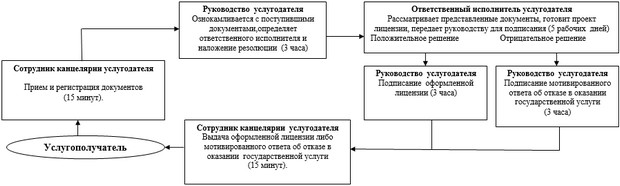 Руководство услугодателя
Ознокамливается с поступившими
документами,определяет
ответственного исполнителя и
наложение резолюции (3 часа)
Ответственный исполнитель услугодателя
Рассматривает представленные документы, готовит проект
лицензии, передает руководству для подписания (5 рабочих дней)
Положительное решение Отрицательное решение
Сотрудник канцелярии услугодателя
Прием и регистрация документов
(15 минут).
Руководство услугодателя
Подписание оформленной
лицензии (3 часа)
Руководство услугодателя
Подписание мотивированного
ответа об отказе в оказании
государственной услуги
(3 часа)
Сотрудник канцелярии услугодателя
Выдача оформленной лицензии либо
мотивированного ответа об отказе в
оказании государственной услуги
(15 минут).
Услугополучатель